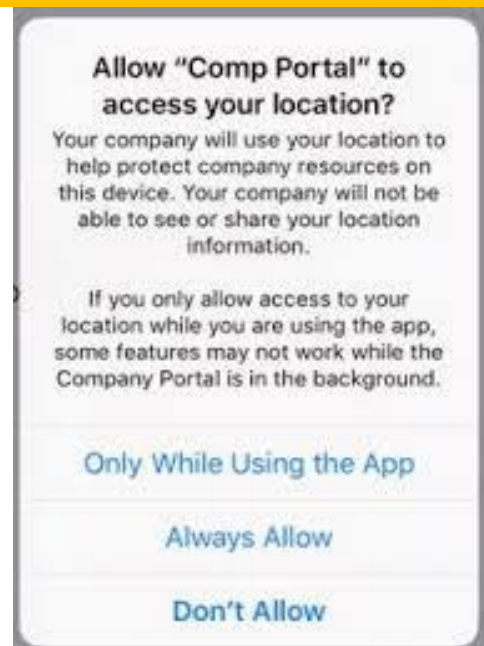 Allow “Comp Portal” to
access your location?
Your company will use your location to
help protect company resources on
this device. Your company will not be
able to see or share your location
information.
If you only allow access to your
location while you are using the app,
some features may not work while the
Company Portal is in the background.
Only While Using the App
Always Allow
Don’t Allow